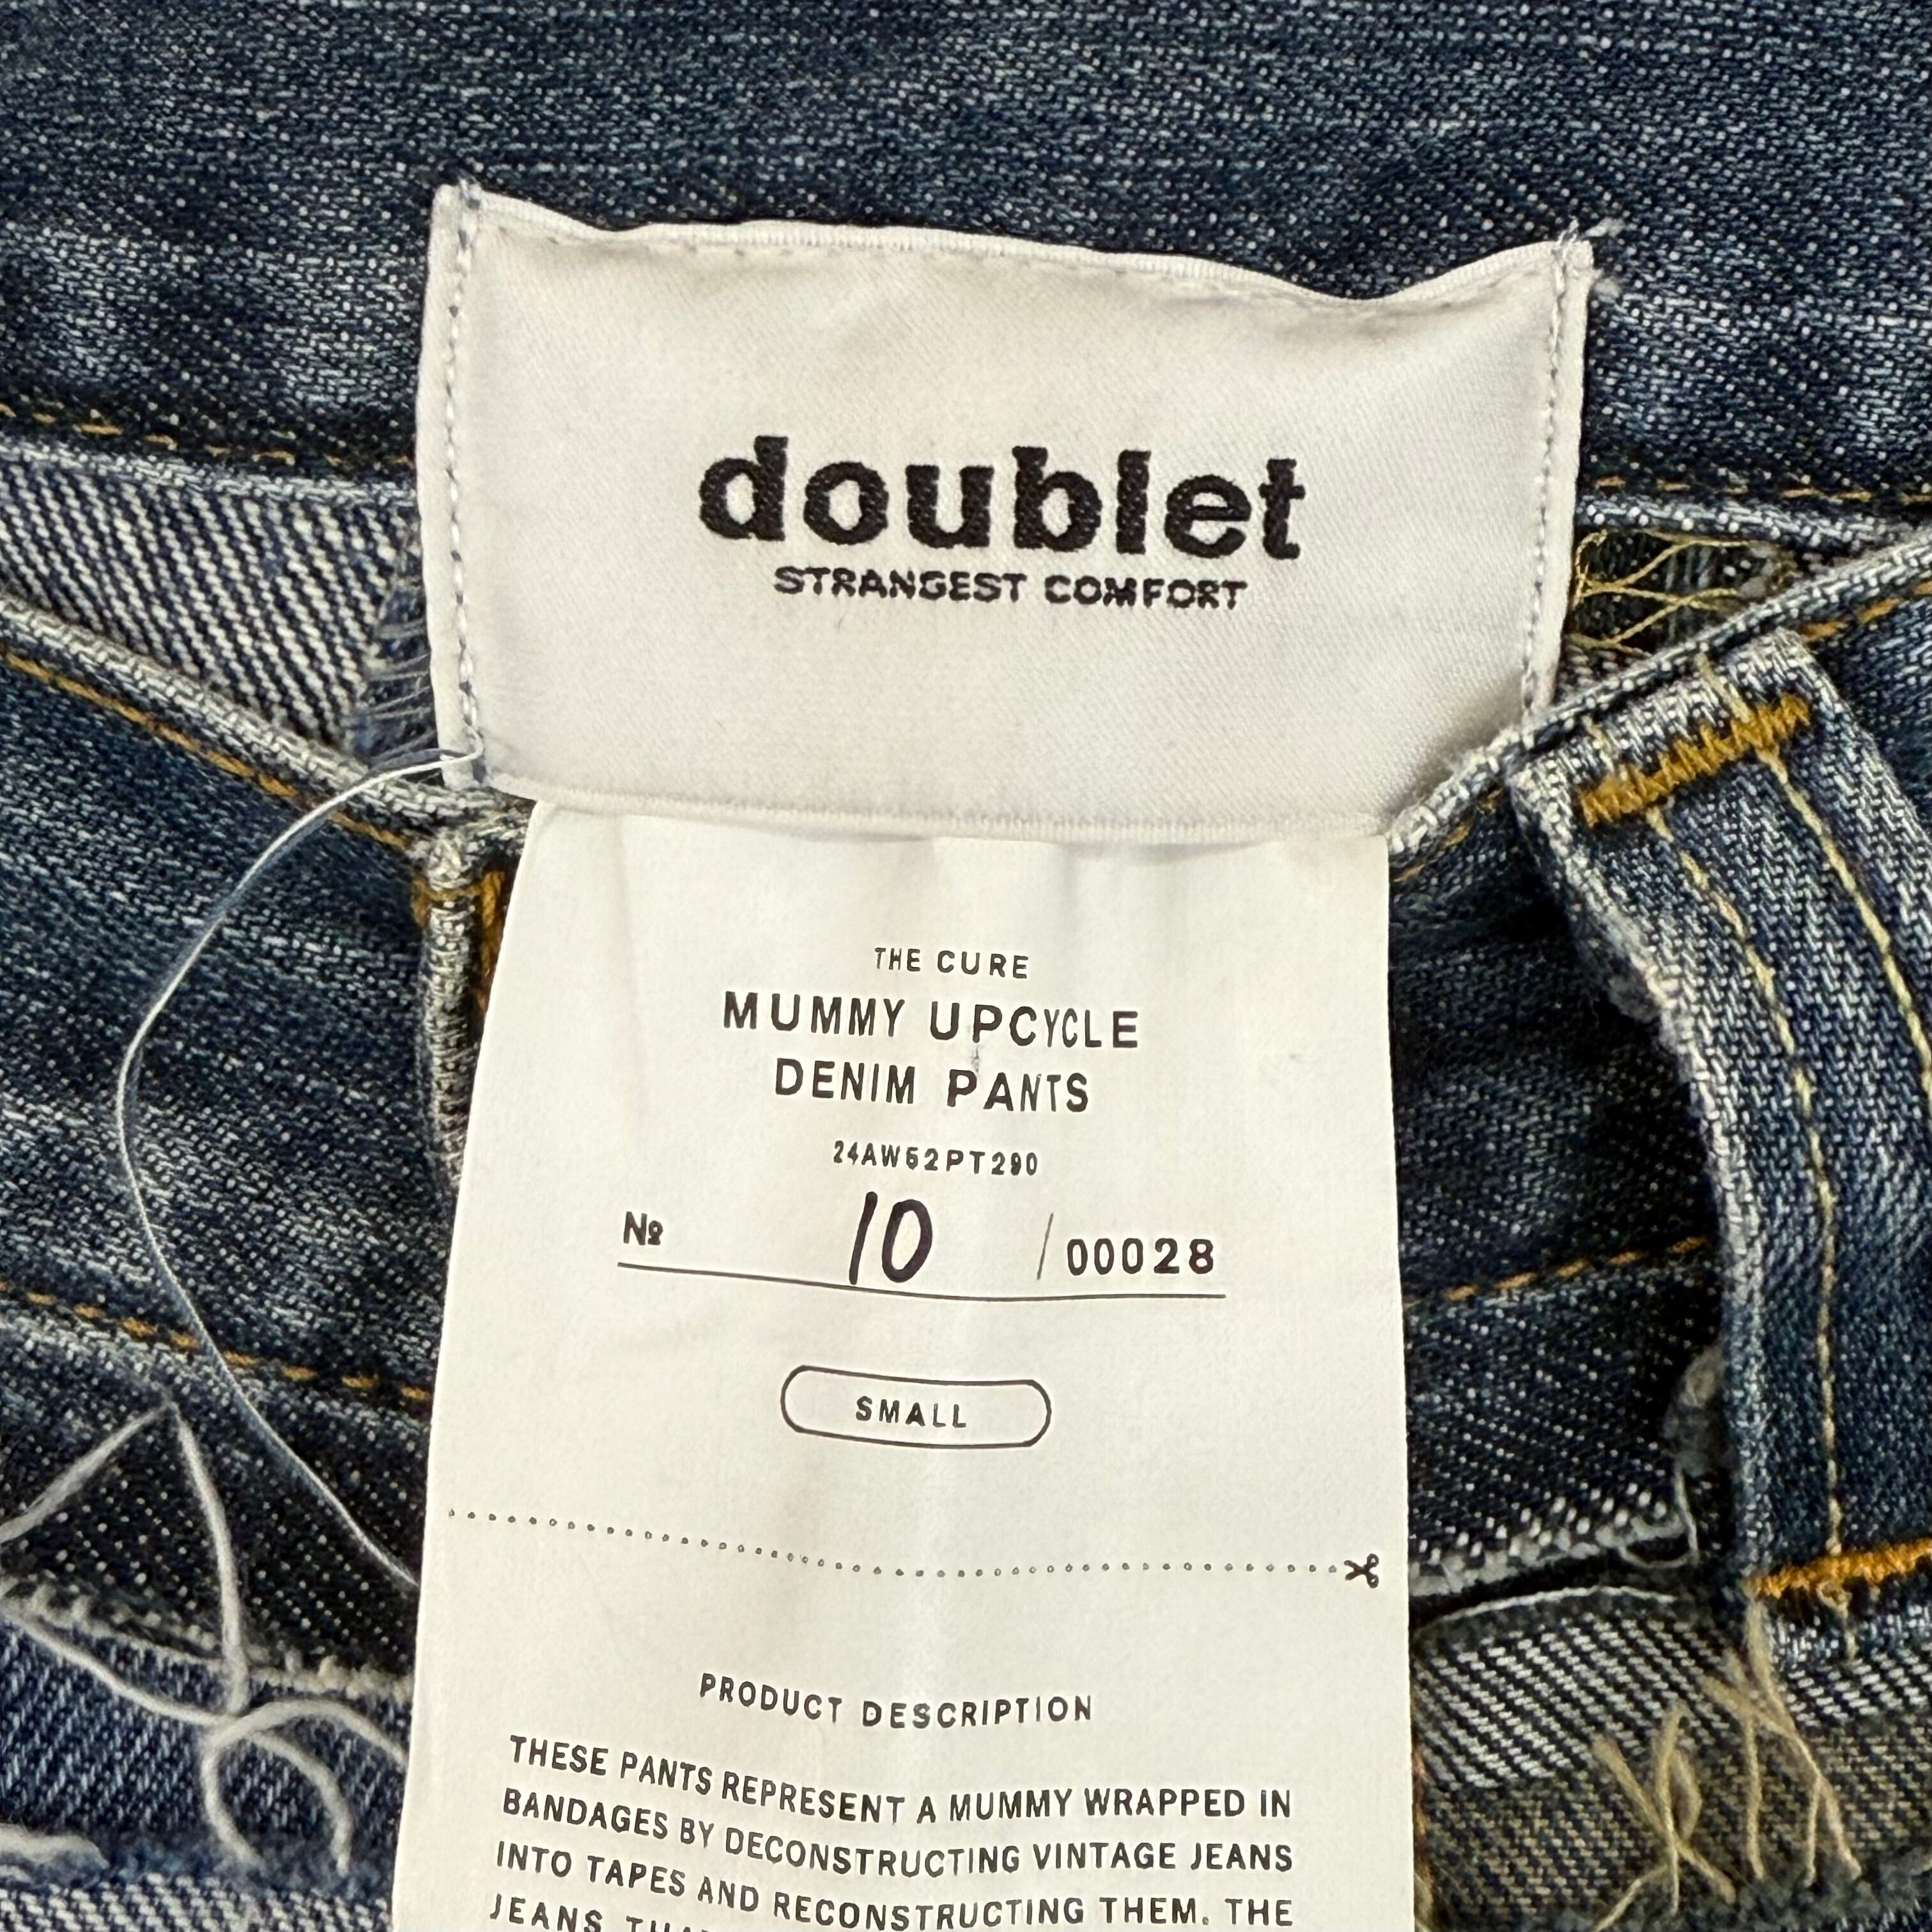 doublet
STRANGEST COMFORT
THE CURE
MUMMY UPCYCLE
DENIM PANTS
24AW52PT290
№ 10 /00028
SMALL
PRODUCT DESCRIPTION
THESE PANTS REPRESENT A MUMMY WRAPPED IN
BANDAGES BY DECONSTRUCTING VINTAGE JEANS
INTO TAPES AND RECONSTRUCTING THEM. THE
JEANS